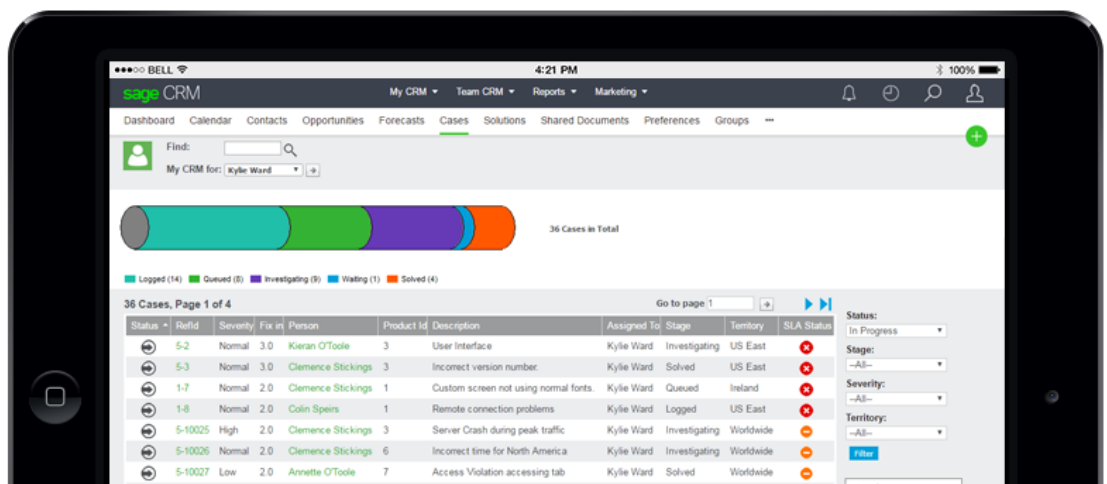 BELL 4:21 PM 100%
sage CRM My CRM Team CRM Reports Marketing
Dashboard Calendar Contacts Opportunities Forecasts Cases Solutions Shared Documents Preferences Groups
Find:
My CRM for: Kylie Ward
36 Cases in Total
Logged (14) Queued (8) Investigating (9) Waiting (1) Solved (4)
36 Cases, Page 1 of 4 Go to page 1
Status RefId Severity Fix in Person Product Id Description Assigned To Stage Territory SLA Status
5-2 Normal 3.0 Kieran O'Toole 3 User Interface Kylie Ward Investigating US East
5-3 Normal 3.0 Clemence Stickings 3 Incorrect version number. Kylie Ward Solved US East
1-7 Normal 2.0 Clemence Stickings 1 Custom screen not using normal fonts. Kylie Ward Queued Ireland
1-8 Normal 2.0 Colin Speirs 1 Remote connection problems Kylie Ward Logged US East
5-10025 High 2.0 Clemence Stickings 3 Server Crash during peak traffic Kylie Ward Investigating Worldwide
5-10026 Normal 2.0 Clemence Stickings 6 Incorrect time for North America Kylie Ward Investigating Worldwide
5-10027 Low 2.0 Annette O'Toole 7 Access Violation accessing tab Kylie Ward Solved Worldwide
Status:
In Progress
Stage:
--All--
Severity:
--All--
Territory:
--All--
Filter